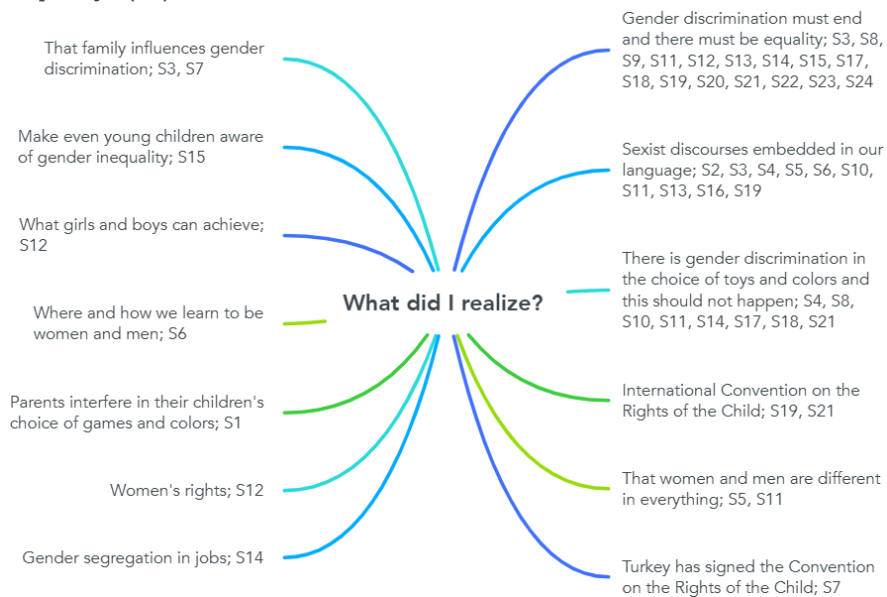 That family influences gender
discrimination; S3, S7
Make even young children aware
of gender inequality; S15
What girls and boys can achieve;
S12
Where and how we learn to be
women and men; S6
Parents interfere in their children's
choice of games and colors; S1
Women's rights; S12
Gender segregation in jobs; S14
What did I realize?
Gender discrimination must end
and there must be equality; S3, S8,
S9, S11, S12, S13, S14, S15, S17,
S18, S19, S20, S21, S22, S23, S24
Sexist discourses embedded in our
language; S2, S3, S4, S5, S6, S10,
S11, S13, S16, S19
There is gender discrimination in
the choice of toys and colors and
this should not happen; S4, S8,
S10, S11, S14, S17, S18, S21
International Convention on the
Rights of the Child; S19, S21
That women and men are different
in everything; S5, S11
Turkey has signed the Convention
on the Rights of the Child; S7